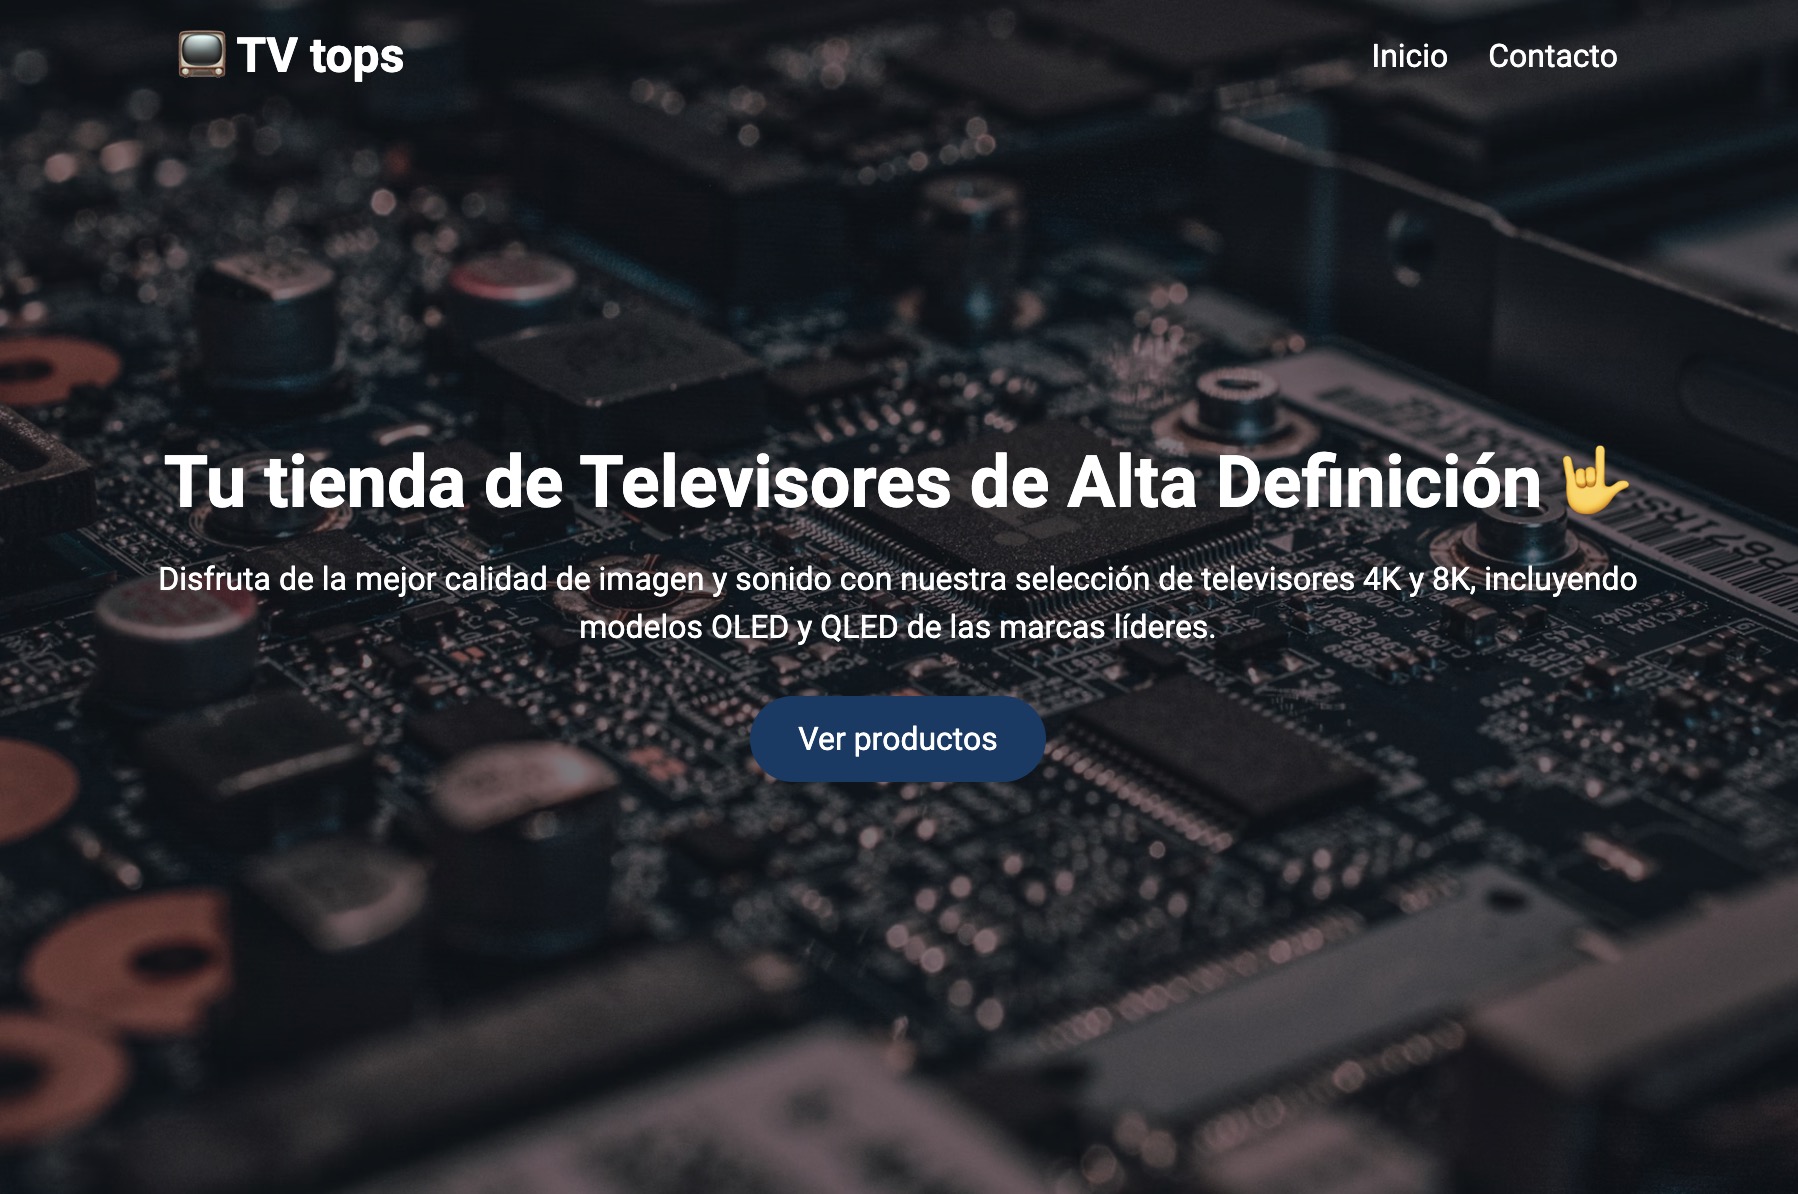 📺 TV tops
Inicio Contacto
Tu tienda de Televisores de Alta Definición 🤟
Disfruta de la mejor calidad de imagen y sonido con nuestra selección de televisores 4K y 8K, incluyendo
modelos OLED y QLED de las marcas líderes.
Ver productos